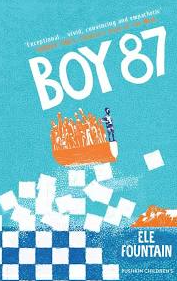 'Exceptional... vivid, convincing and empathetic'
BOY 87
ELE
FOUNTAIN
PUSHKIN CHILDREN'S